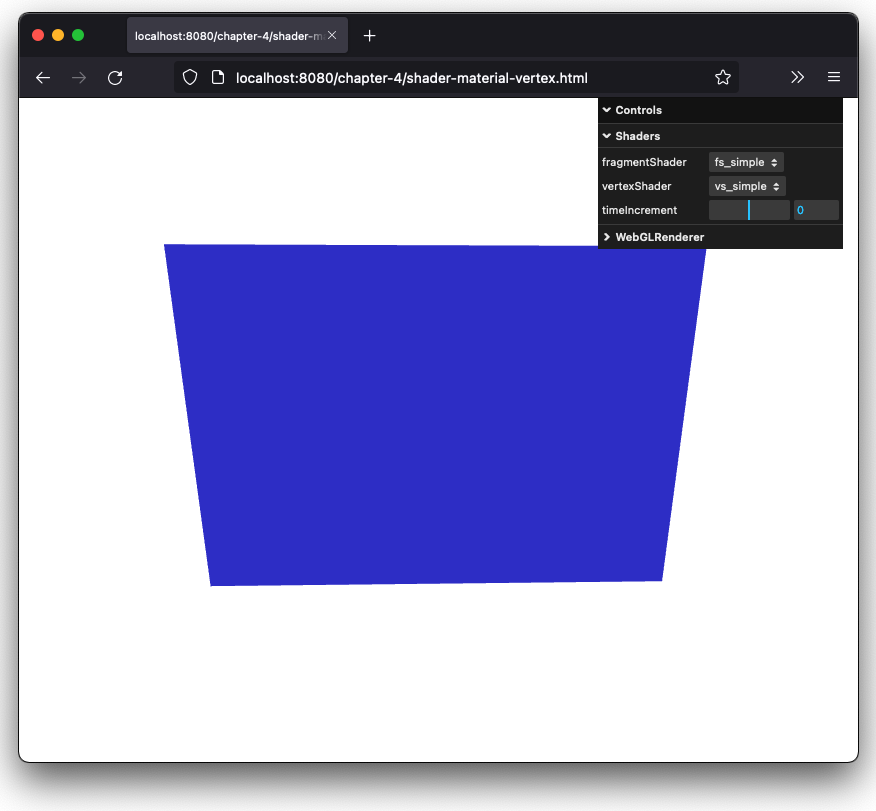 localhost:8080/chapter-4/shader-m
localhost:8080/chapter-4/shader-material-vertex.html
Controls
Shaders
fragmentShader fs_simple
vertexShader vs_simple
timeIncrement 0
WebGLRenderer